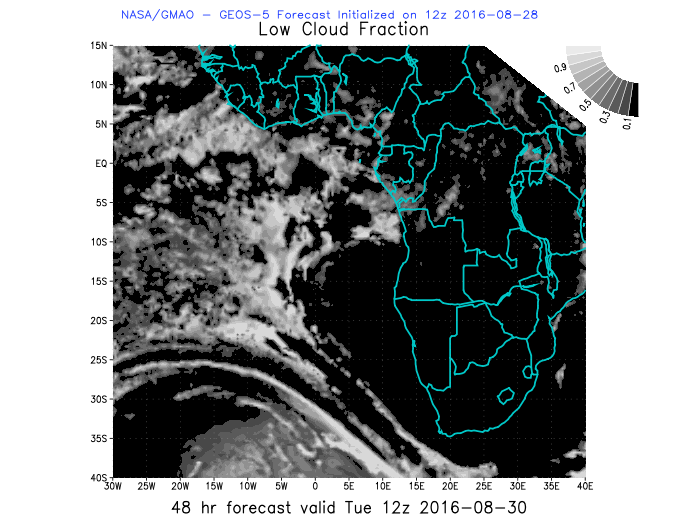 NASA/GMAO - GEOS-5 Forecast Initialized on 12z 2016-08-28
Low Cloud Fraction
15N
10N
5N
EQ
5S
10S
15S
20S
25S
30S
35S
40S
30W 25W 20W 15W 10W 5W 0 5E 10E 15E 20E 25E 30E 35E 40E
0.9
0.7
0.5
0.3
0.1
48 hr forecast valid Tue 12z 2016-08-30